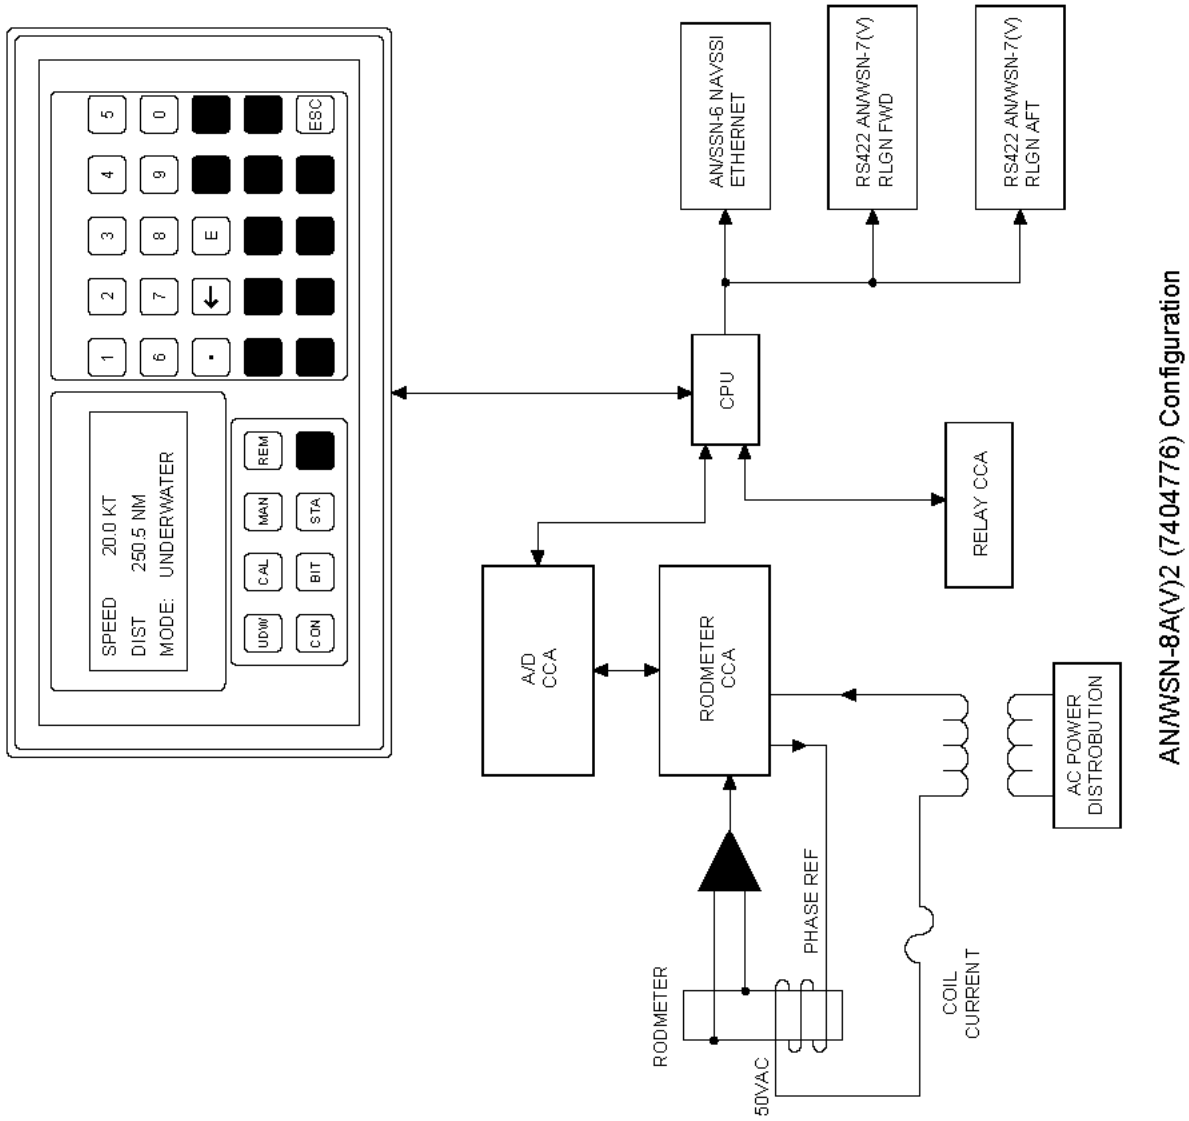 SPEED 20.0 KT
DIST 250.5 NM
MODE: UNDERWATER
1 2 3 4 5
6 7 8 9 0
. ← E
ESC
UDW CAL MAN REM
CON BIT STA
A/D
CCA
RODMETER
CCA
CPU
RELAY CCA
AN/SSN-6 NAVSSI
ETHERNET
RS422 AN/WSN-7(V)
RLGN FWD
RS422 AN/WSN-7(V)
RLGN AFT
RODMETER
50VAC
PHASE REF
COIL
CURRENT
AC POWER
DISTROBUTION
AN/WSN-8A(V)2 (7404776) Configuration